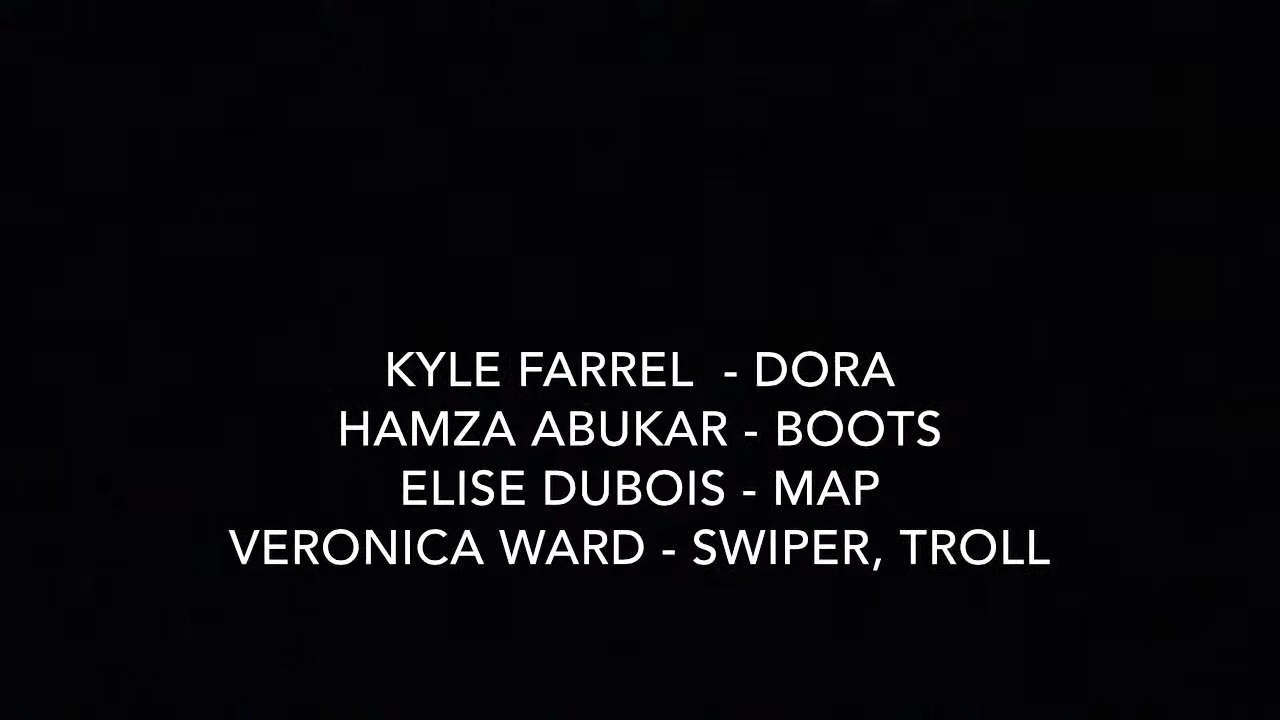 KYLE FARREL  - DORA
HAMZA ABUKAR - BOOTS
ELISE DUBOIS - MAP
VERONICA WARD - SWIPER, TROLL